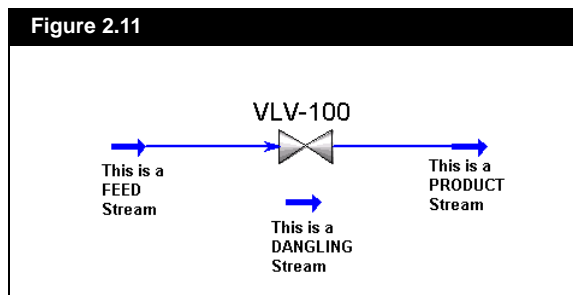 Figure 2.11
VLV-100
This is a
FEED
Stream
This is a
PRODUCT
Stream
This is a
DANGLING
Stream